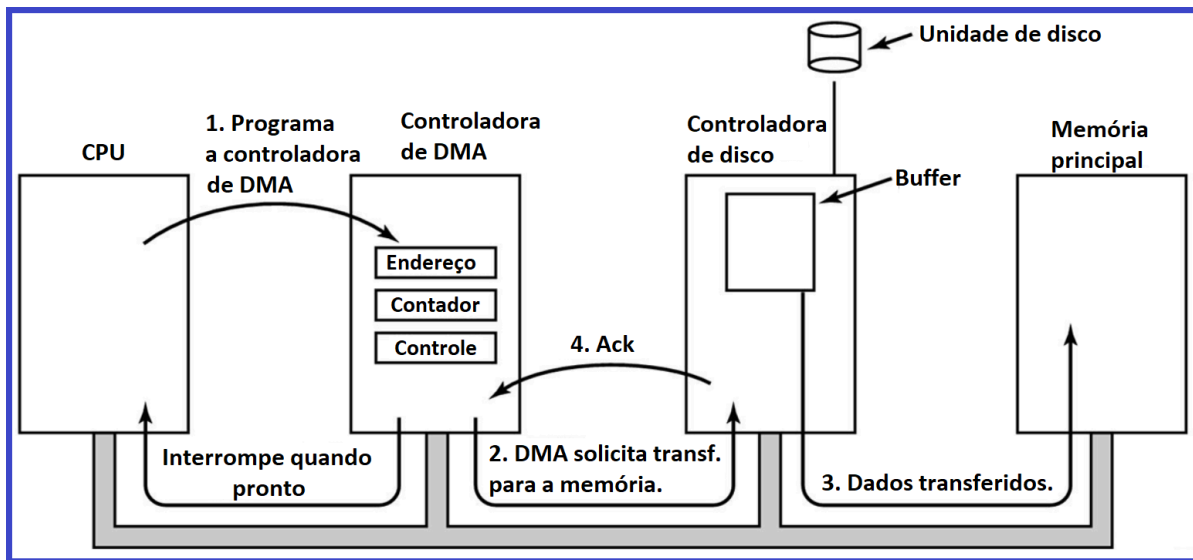 Unidade de disco
1. Programa
a controladora
de DMA
CPU
Controladora
de DMA
Controladora
de disco
Memória
principal
Buffer
Endereço
Contador
Controle
4. Ack
Interrompe quando
pronto
2. DMA solicita transf.
para a memória.
3. Dados transferidos.